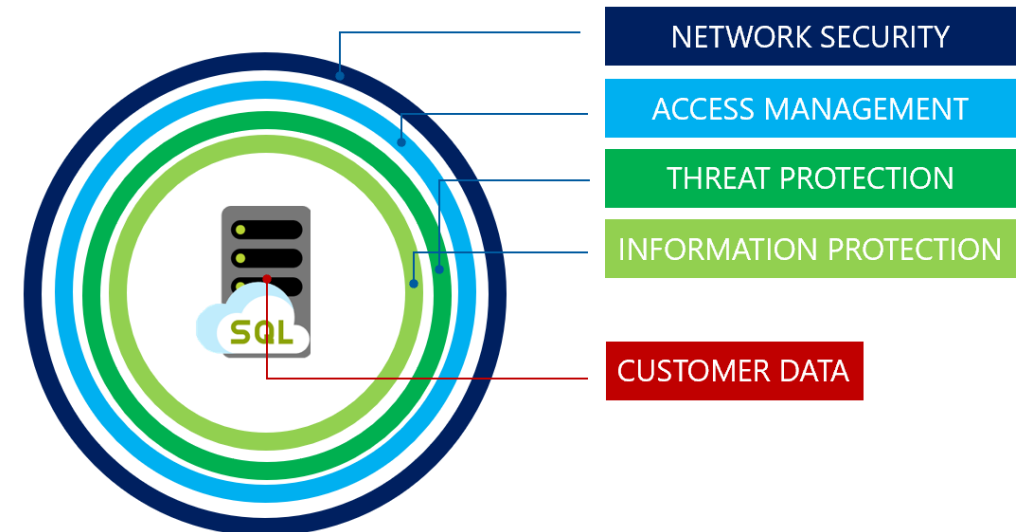 NETWORK SECURITY
ACCESS MANAGEMENT
THREAT PROTECTION
INFORMATION PROTECTION
SQL
CUSTOMER DATA